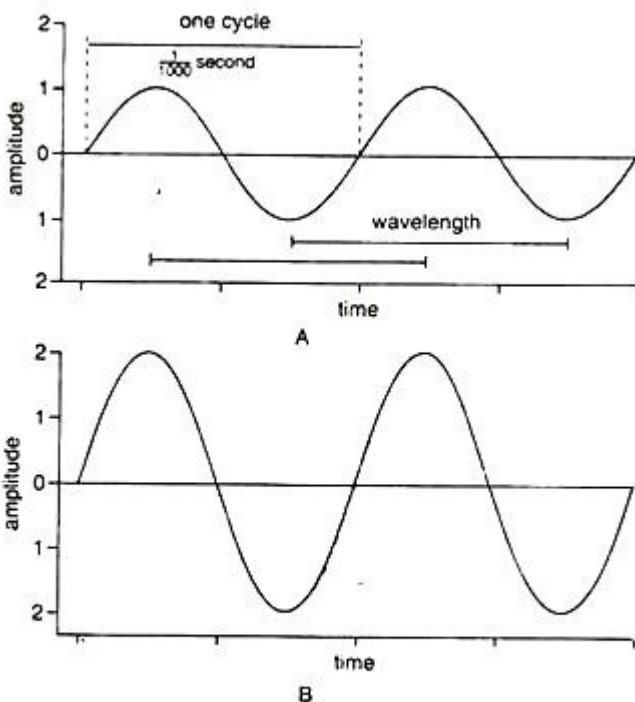 2
one cycle
1/1000 second
1
amplitude
0
1
wavelength
2
time
A
2
1
amplitude
0
1
2
time
B